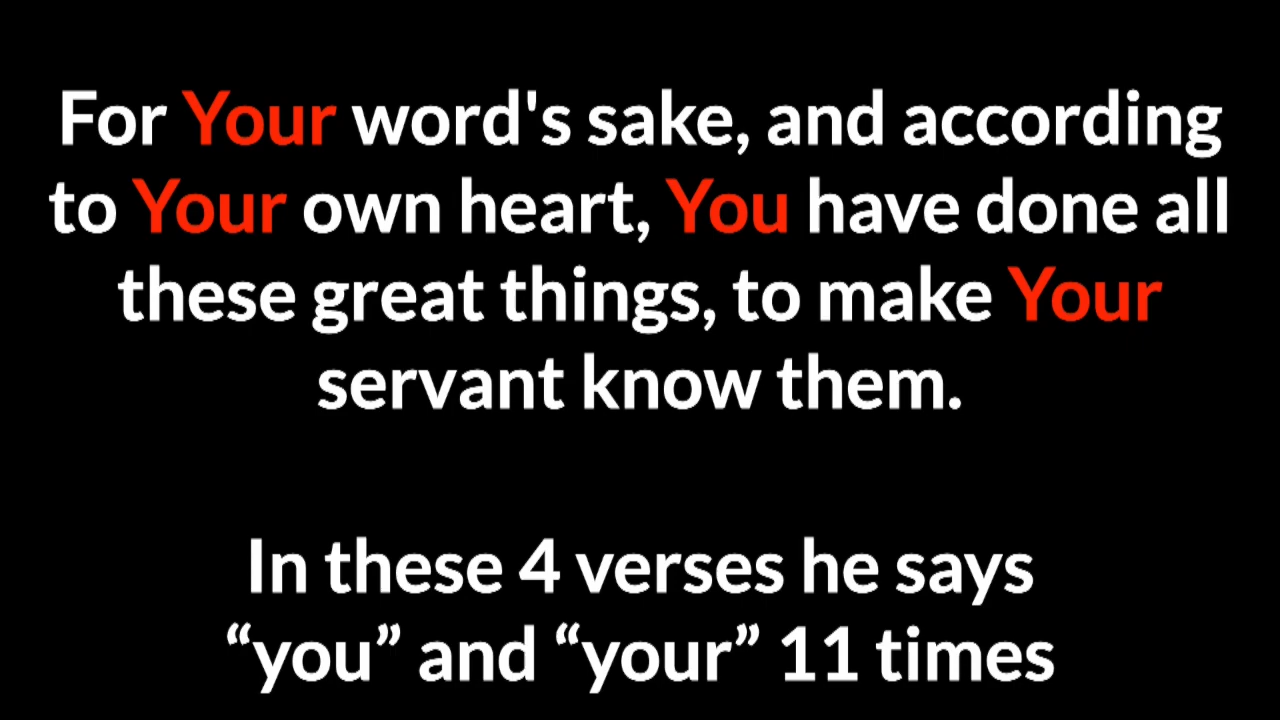 For Your word's sake, and according
to Your own heart, You have done all
these great things, to make Your
servant know them.
In these 4 verses he says
“you” and “your” 11 times